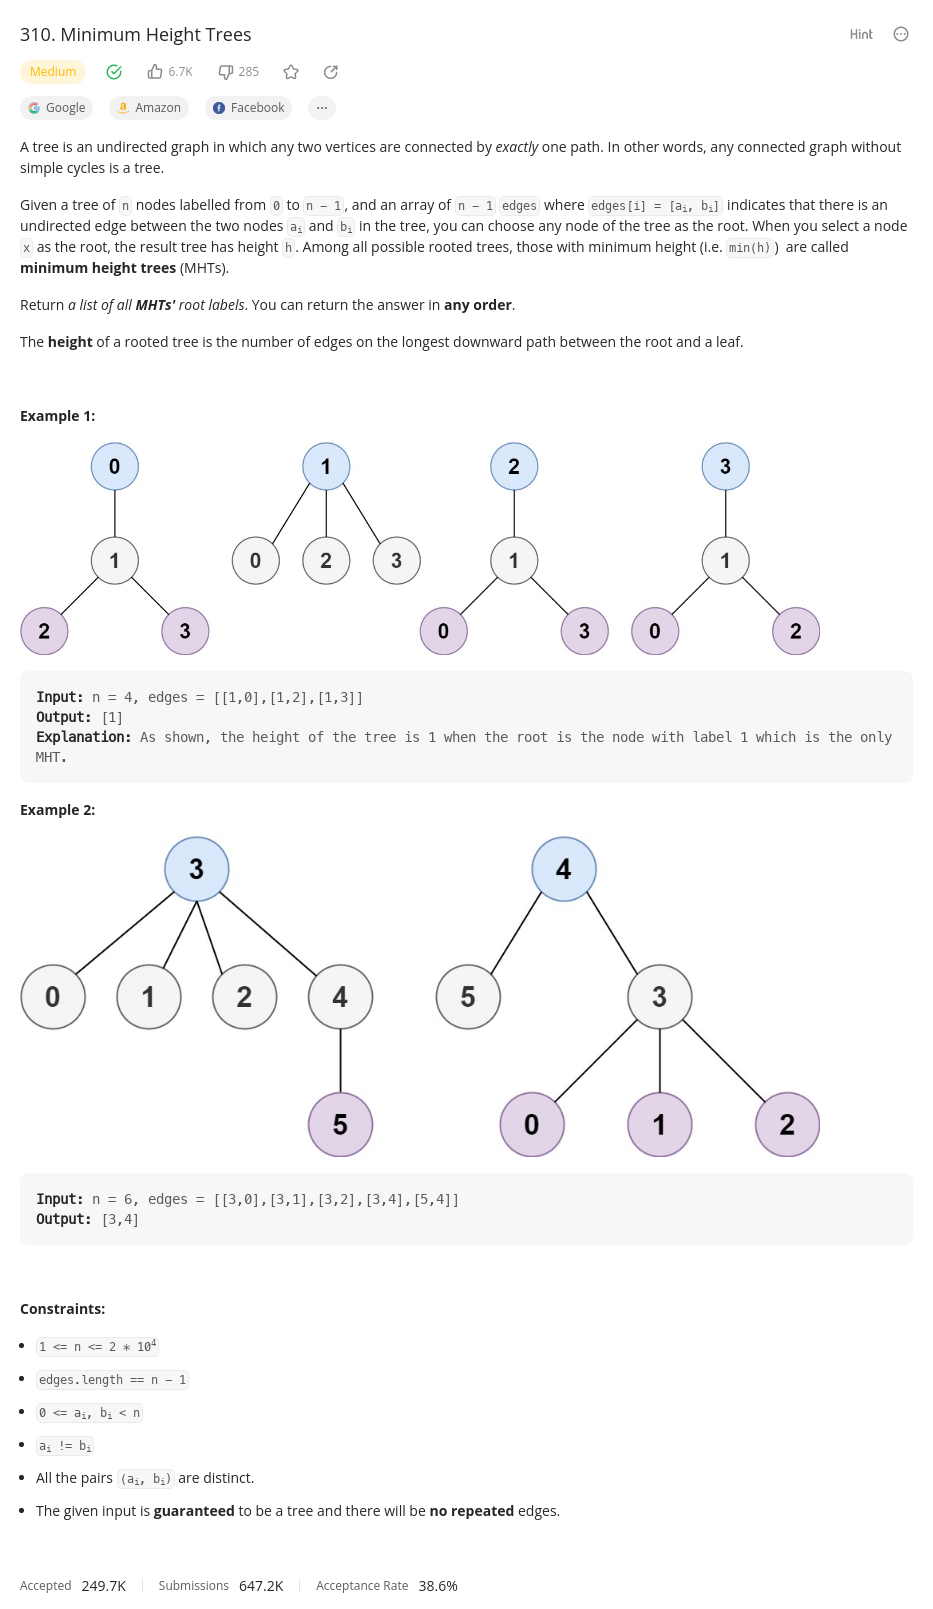 310. Minimum Height Trees
Hint
Medium 6.7K 285
Google Amazon Facebook ...
A tree is an undirected graph in which any two vertices are connected by exactly one path. In other words, any connected graph without
simple cycles is a tree.
Given a tree of n nodes labelled from 0 to n - 1, and an array of n - 1 edges where edges[i] = [aᵢ, bᵢ] indicates that there is an
undirected edge between the two nodes aᵢ and bᵢ in the tree, you can choose any node of the tree as the root. When you select a node
x as the root, the result tree has height h. Among all possible rooted trees, those with minimum height (i.e. min(h)) are called
minimum height trees (MHTs).
Return a list of all MHTs' root labels. You can return the answer in any order.
The height of a rooted tree is the number of edges on the longest downward path between the root and a leaf.
Example 1:
0 1 2 3
1 0 2 3 1 1
2 3 0 3 0 2
Input: n = 4, edges = [[1,0],[1,2],[1,3]]
Output: [1]
Explanation: As shown, the height of the tree is 1 when the root is the node with label 1 which is the only
MHT.
Example 2:
3 4
0 1 2 4 5 3
5 0 1 2
Input: n = 6, edges = [[3,0],[3,1],[3,2],[3,4],[5,4]]
Output: [3,4]
Constraints:
1 <= n <= 2 * 10⁴
edges.length == n - 1
0 <= aᵢ, bᵢ < n
aᵢ != bᵢ
All the pairs (aᵢ, bᵢ) are distinct.
The given input is guaranteed to be a tree and there will be no repeated edges.
Accepted 249.7K Submissions 647.2K Acceptance Rate 38.6%